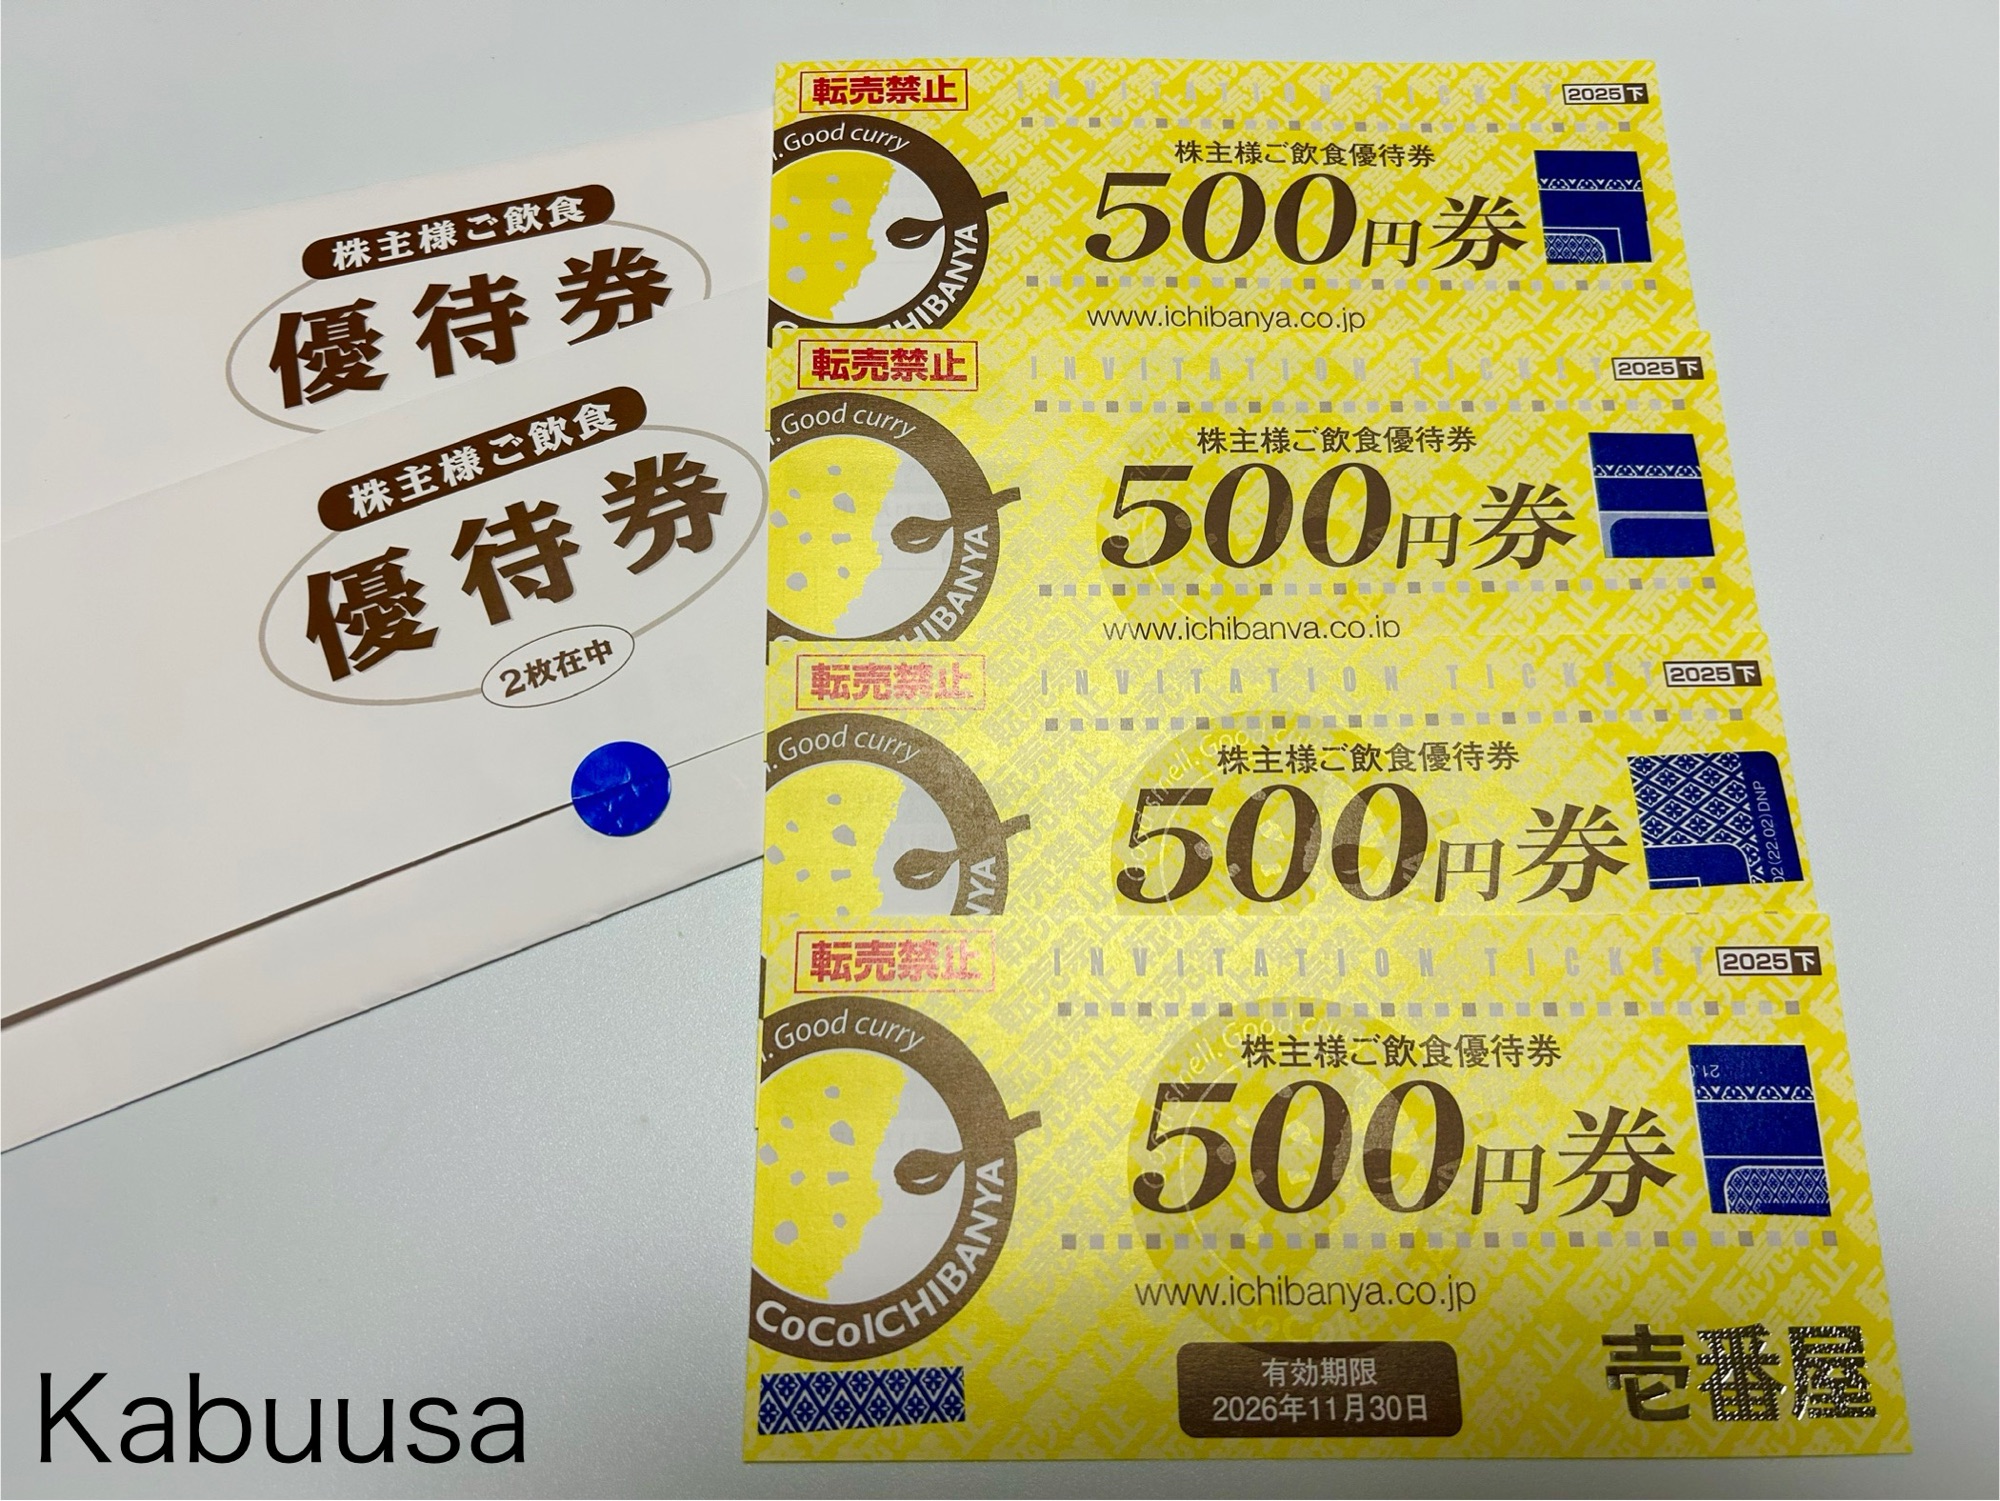 株主様ご飲食
優待券
株主様ご飲食
優待券
2枚在中
転売禁止
INVITATION TICKET
2025下
. Good curry
ICHIBANYA
株主様ご飲食優待券
500円券
www.ichibanya.co.jp
転売禁止
INVITATION TICKET
2025下
. Good curry
ICHIBANYA
株主様ご飲食優待券
500円券
www.ichibanya.co.jp
転売禁止
INVITATION TICKET
2025下
. Good curry
NYA
株主様ご飲食優待券
500円券
02(22.02)DNP
転売禁止
INVITATION TICKET
2025下
. Good curry
CoCoICHIBANYA
株主様ご飲食優待券
500円券
www.ichibanya.co.jp
有効期限
2026年11月30日
壱番屋
Kabuusa